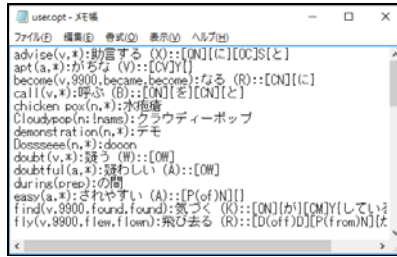 user.opt - メモ帳
ファイル(F) 編集(E) 書式(O) 表示(V) ヘルプ(H)
advise(v,*):助言する (X)::[ON][に][OC]S[と]
apt(a,*):がちな (V)::[CV]Y[]
become(v,9900,became,become):なる (R)::[CN][に]
call(v,*):呼ぶ (B)::[ON][を][CN][と]
chicken pox(n,*):水疱瘡
Cloudypop(n:!nams):クラウディーポップ
demonstration(n,*):デモ
Dossseee(n,*):dooon
doubt(v,*):疑う (W)::[OW]
doubtful(a,*):疑わしい (A)::[OW]
during(prep):の間
easy(a,*):されやすい (A)::[P(of)N][]
find(v,9900,found,found):気づく (K)::[ON][が][CM]Y[している
fly(v,9900,flew,flown):飛び去る (R)::[D(off)D][P(from)N][た